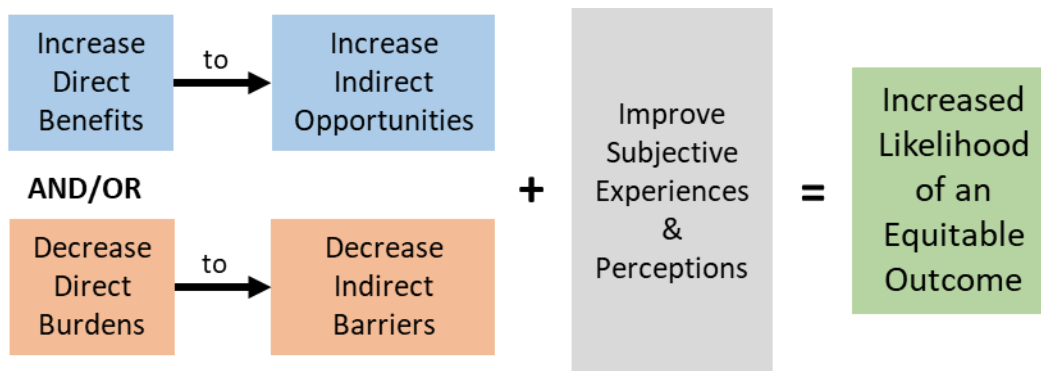 Increase
Direct
Benefits
to
Increase
Indirect
Opportunities
AND/OR
Decrease
Direct
Burdens
to
Decrease
Indirect
Barriers
+
Improve
Subjective
Experiences
&
Perceptions
=
Increased
Likelihood
of an
Equitable
Outcome